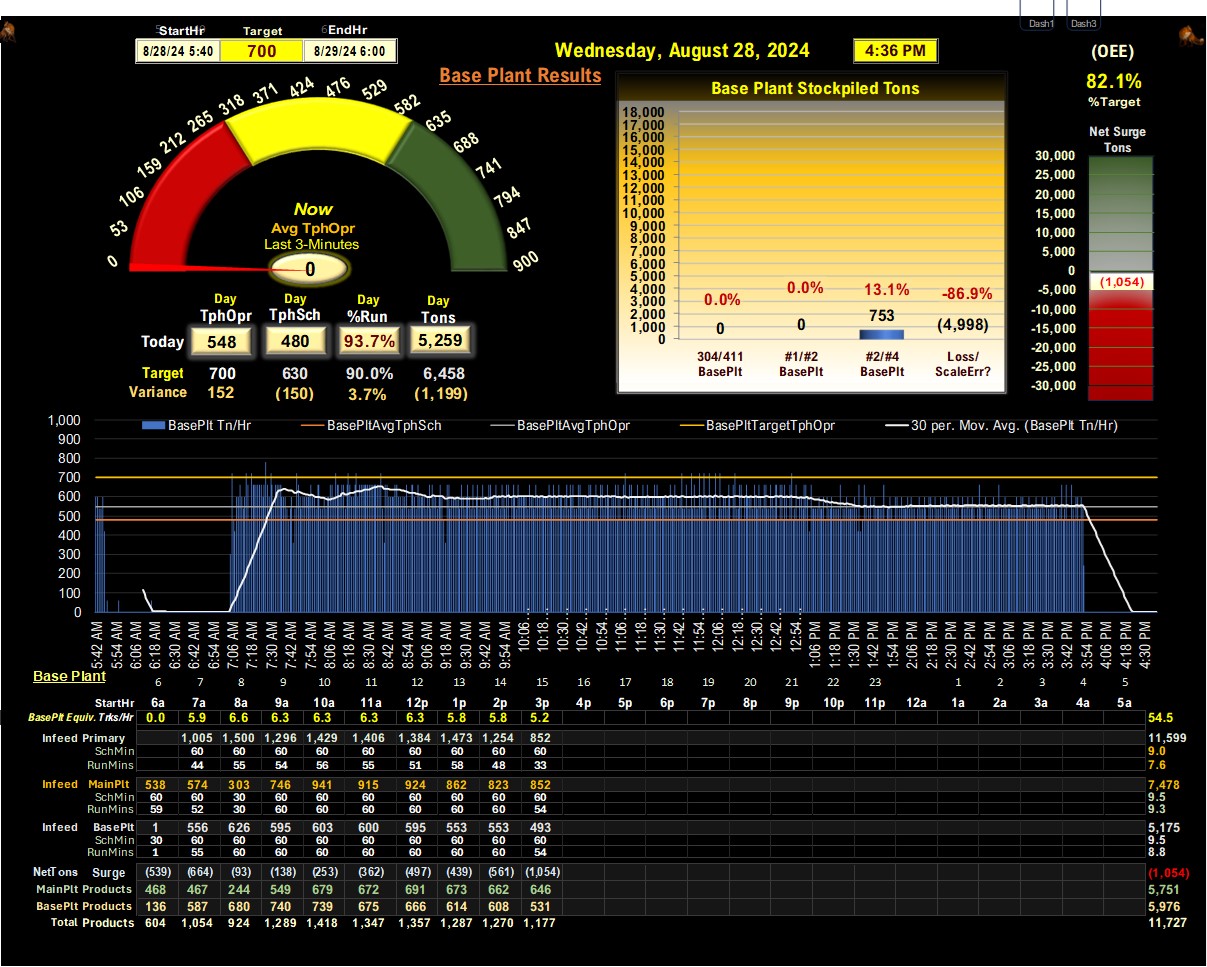 Dash1 Dash3
StartHr Target EndHr
8/28/24 5:40 700 8/29/24 6:00
Wednesday, August 28, 2024 4:36 PM
(OEE)
82.1%
%Target
Base Plant Results
0 53 106 159 212 265 318 371 424 476 529 582 635 688 741 794 847 900
Now
Avg TphOpr
Last 3-Minutes
0
Day Day Day Day
TphOpr TphSch %Run Tons
Today 548 480 93.7% 5,259
Target 700 630 90.0% 6,458
Variance 152 (150) 3.7% (1,199)
Base Plant Stockpiled Tons
18,000
17,000
16,000
15,000
14,000
13,000
12,000
11,000
10,000
9,000
8,000
7,000
6,000
5,000
4,000
3,000
2,000
1,000
0
0.0% 0.0% 13.1% -86.9%
0 0 753 (4,998)
304/411 #1/#2 #2/#4 Loss/
BasePlt BasePlt BasePlt ScaleErr?
Net Surge
Tons
30,000
25,000
20,000
15,000
10,000
5,000
0
(1,054)
-5,000
-10,000
-15,000
-20,000
-25,000
-30,000
BasePlt Tn/Hr BasePltAvgTphSch BasePltAvgTphOpr BasePltTargetTphOpr 30 per. Mov. Avg. (BasePlt Tn/Hr)
1,000
900
800
700
600
500
400
300
200
100
0
5:42 AM 5:54 AM 6:06 AM 6:18 AM 6:30 AM 6:42 AM 6:54 AM 7:06 AM 7:18 AM 7:30 AM 7:42 AM 7:54 AM 8:06 AM 8:18 AM 8:30 AM 8:42 AM 8:54 AM 9:06 AM 9:18 AM 9:30 AM 9:42 AM 9:54 AM 10:06... 10:18... 10:30... 10:42... 10:54... 11:06... 11:18... 11:30... 11:42... 11:54... 12:06... 12:18... 12:30... 12:42... 12:54... 1:06 PM 1:18 PM 1:30 PM 1:42 PM 1:54 PM 2:06 PM 2:18 PM 2:30 PM 2:42 PM 2:54 PM 3:06 PM 3:18 PM 3:30 PM 3:42 PM 3:54 PM 4:06 PM 4:18 PM 4:30 PM
Base Plant
6 7 8 9 10 11 12 13 14 15 16 17 18 19 20 21 22 23 1 2 3 4 5
StartHr 6a 7a 8a 9a 10a 11a 12p 1p 2p 3p 4p 5p 6p 7p 8p 9p 10p 11p 12a 1a 2a 3a 4a 5a
BasePlt Equiv. Trks/Hr 0.0 5.9 6.6 6.3 6.3 6.3 6.3 5.8 5.8 5.2 54.5
Infeed Primary 1,005 1,500 1,296 1,429 1,406 1,384 1,473 1,254 852 11,599
SchMin 60 60 60 60 60 60 60 60 60 9.0
RunMins 44 55 54 56 55 51 58 48 33 7.6
Infeed MainPlt 538 574 303 746 941 915 924 862 823 852 7,478
SchMin 60 60 30 60 60 60 60 60 60 60 9.5
RunMins 59 52 30 60 60 60 60 60 60 54 9.3
Infeed BasePlt 1 556 626 595 603 600 595 553 553 493 5,175
SchMin 30 60 60 60 60 60 60 60 60 60 9.5
RunMins 1 55 60 60 60 60 60 60 60 54 8.8
NetTons Surge (539) (664) (93) (138) (253) (362) (497) (439) (561) (1,054) (1,054)
MainPlt Products 468 467 244 549 679 672 691 673 662 646 5,751
BasePlt Products 136 587 680 740 739 675 666 614 608 531 5,976
Total Products 604 1,054 924 1,289 1,418 1,347 1,357 1,287 1,270 1,177 11,727